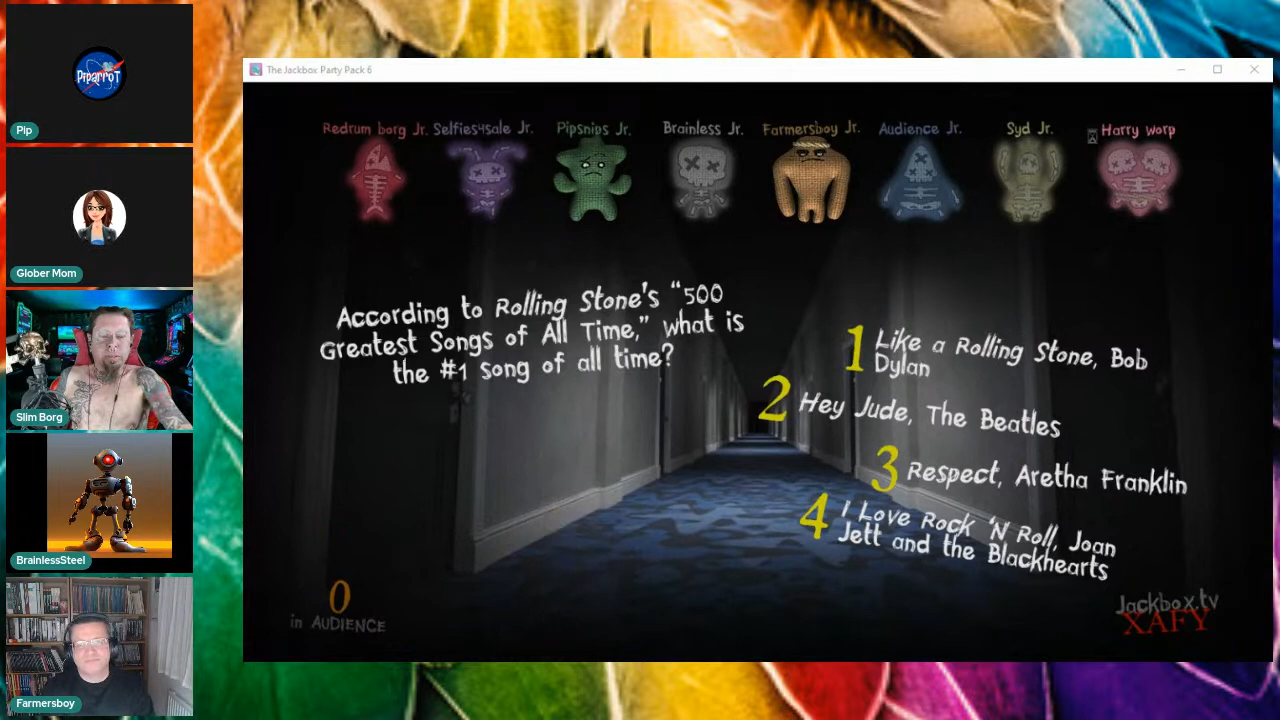 PiparroT
Pip
Glober Mom
Slim Borg
BrainlessSteel
Farmersboy
The Jackbox Party Pack 6
Redrum borg Jr.
Selfies4sale Jr.
Pipsnips Jr.
Brainless Jr.
Farmersboy Jr.
Audience Jr.
Syd Jr.
Harry worp
According to Rolling Stone's "500
Greatest Songs of All Time," what is
the #1 song of all time?
1 Like a Rolling Stone, Bob
Dylan
2 Hey Jude, The Beatles
3 Respect, Aretha Franklin
4 I Love Rock 'N Roll, Joan
Jett and the Blackhearts
0
in AUDIENCE
Jackbox.tv
XAFY